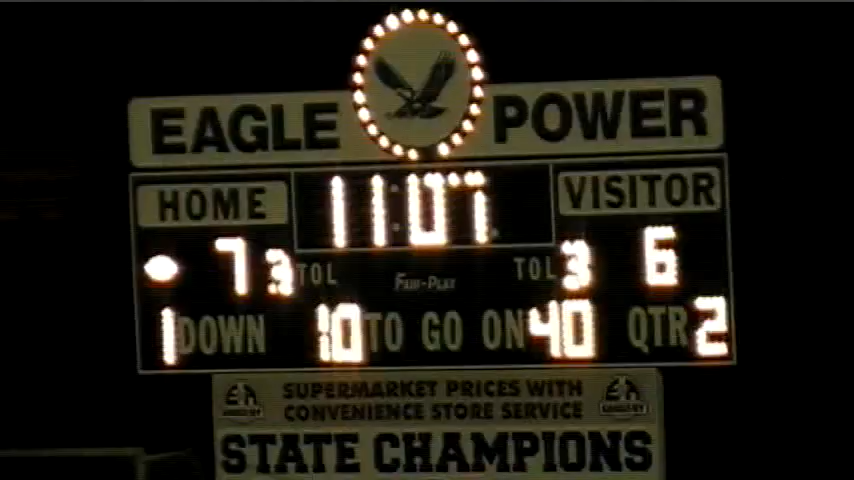 EAGLE POWER
HOME 11:07 VISITOR
7 3 TOL FAIR-PLAY TOL 3 6
1 DOWN 10 TO GO ON 40 QTR 2
SUPERMARKET PRICES WITH
CONVENIENCE STORE SERVICE
STATE CHAMPIONS